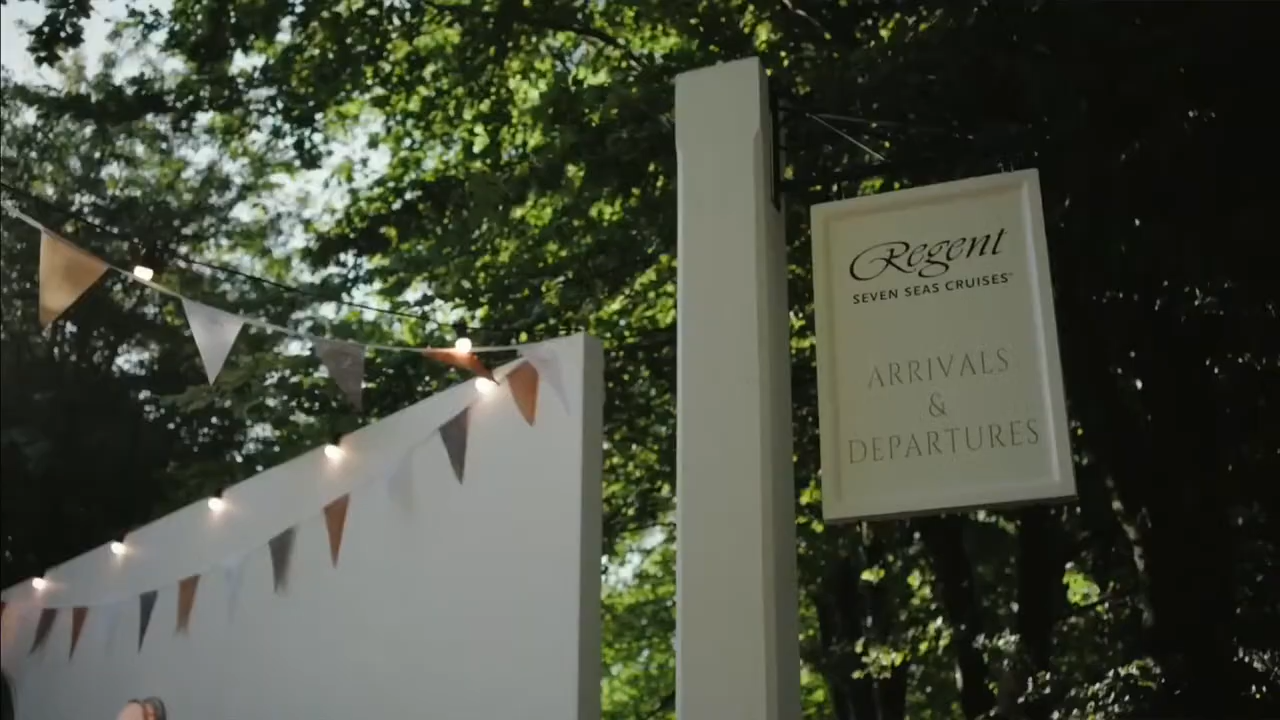 Regent
SEVEN SEAS CRUISES
ARRIVALS
&
DEPARTURES